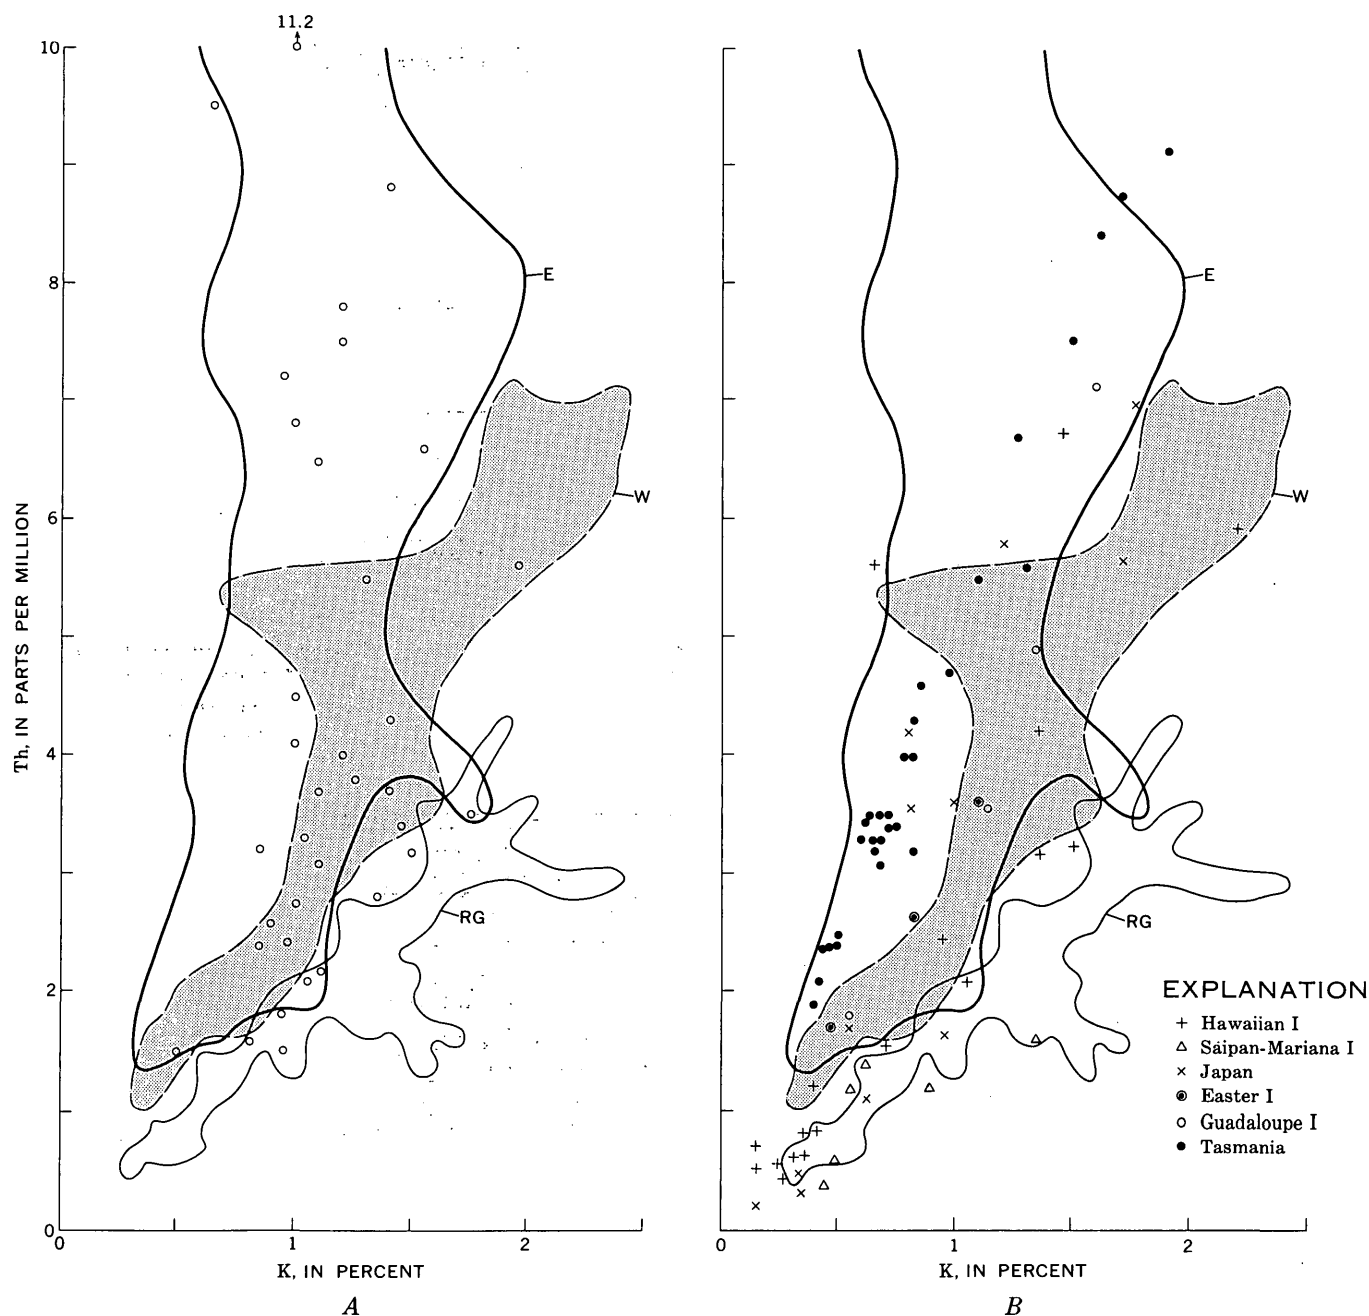 11.2
10
8
E
E
W
W
6
Th, IN PARTS PER MILLION
4
RG
RG
2
EXPLANATION
+ Hawaiian I
△ Saipan-Mariana I
× Japan
◉ Easter I
○ Guadaloupe I
● Tasmania
0
0 1 2
0 1 2
K, IN PERCENT
K, IN PERCENT
A
B